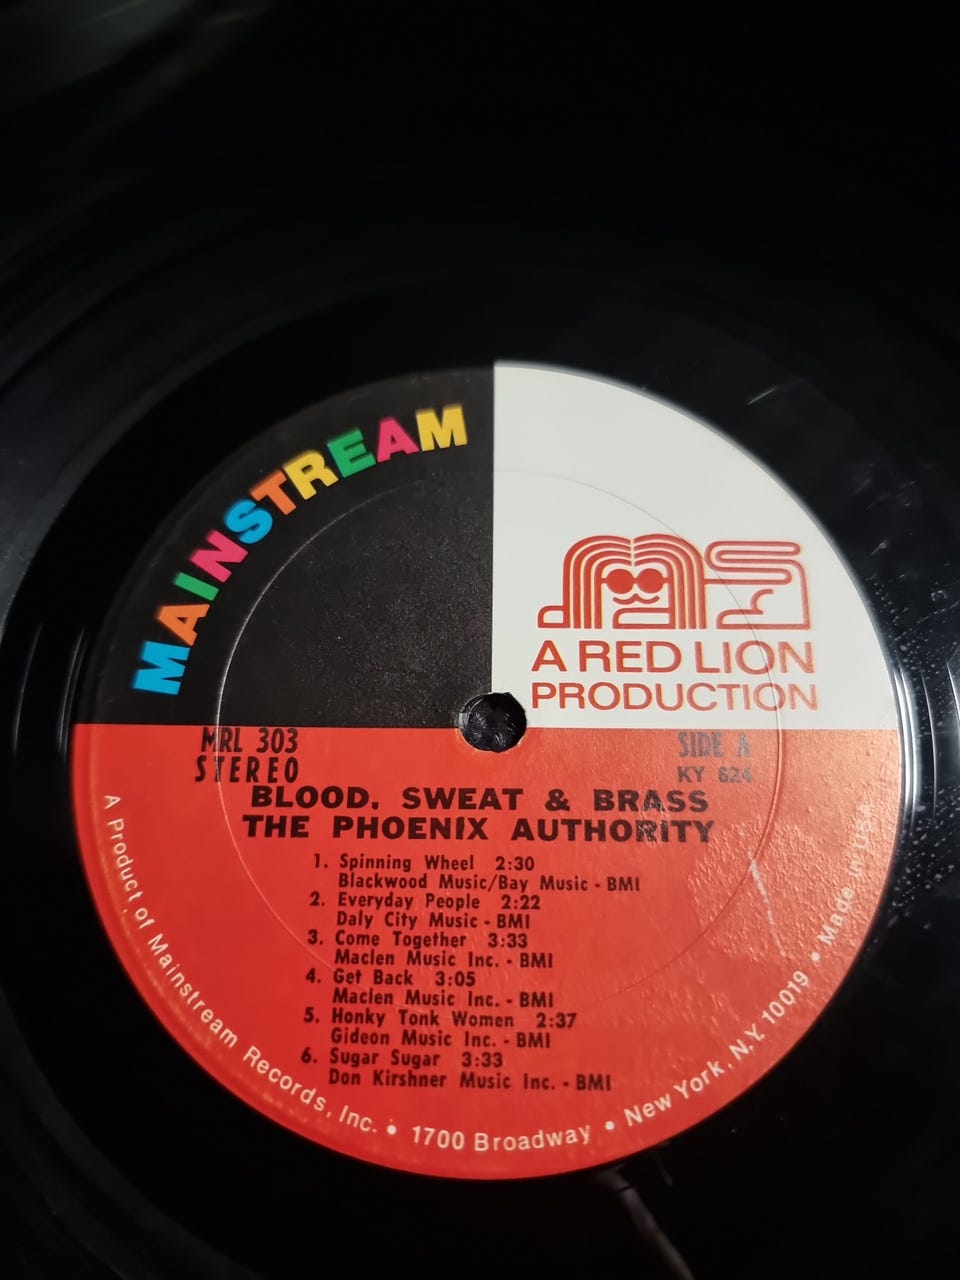 MAINSTREAM
A RED LION
PRODUCTION
MRL 303
STEREO
SIDE A
KY 624
BLOOD, SWEAT & BRASS
THE PHOENIX AUTHORITY
1. Spinning Wheel 2:30
Blackwood Music/Bay Music - BMI
2. Everyday People 2:22
Daly City Music - BMI
3. Come Together 3:33
Maclen Music Inc. - BMI
4. Get Back 3:05
Maclen Music Inc. - BMI
5. Honky Tonk Women 2:37
Gideon Music Inc. - BMI
6. Sugar Sugar 3:33
Don Kirshner Music Inc. - BMI
A Product of Mainstream Records, Inc. • 1700 Broadway • New York, N.Y. 10019 • Made in USA